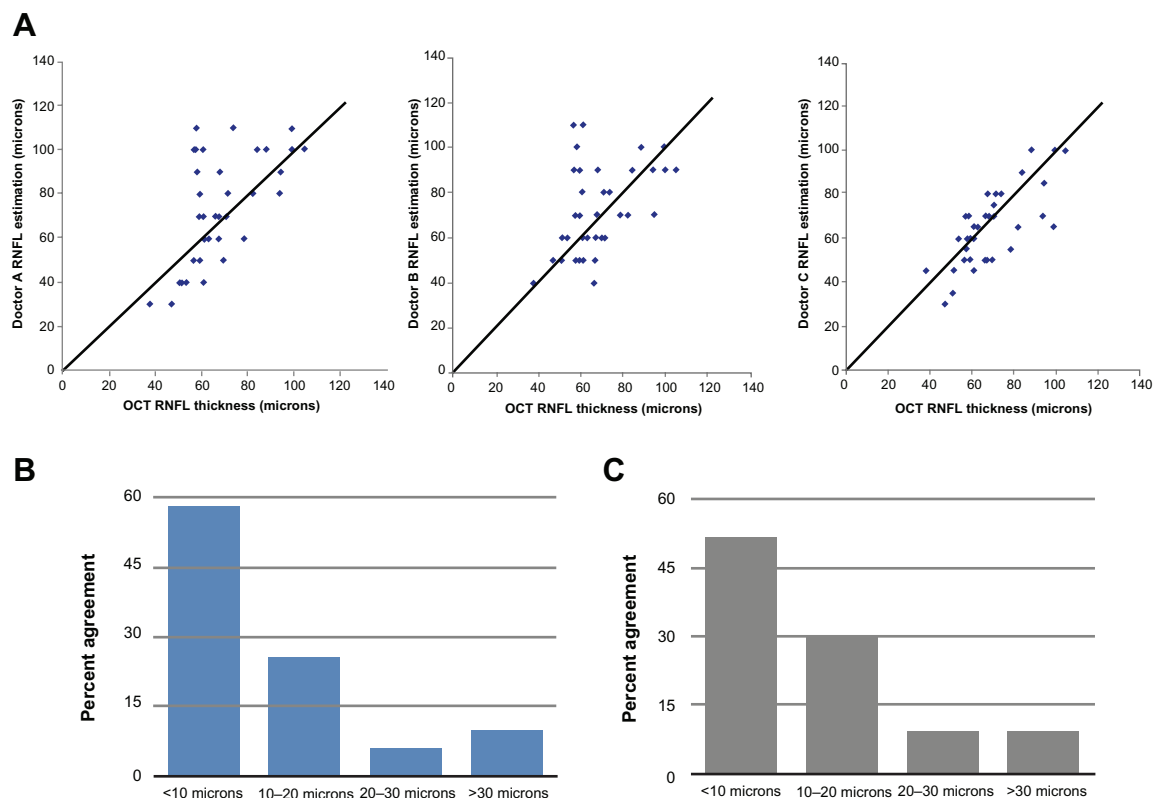 A
140
120
100
80
60
40
20
0
0 20 40 60 80 100 120 140
Doctor A RNFL estimation (microns)
OCT RNFL thickness (microns)
140
120
100
80
60
40
20
0
0 20 40 60 80 100 120 140
Doctor B RNFL estimation (microns)
OCT RNFL thickness (microns)
140
120
100
80
60
40
20
0
0 20 40 60 80 100 120 140
Doctor C RNFL estimation (microns)
OCT RNFL thickness (microns)
B
60
45
30
15
0
Percent agreement
<10 microns 10–20 microns 20–30 microns >30 microns
C
60
45
30
15
0
Percent agreement
<10 microns 10–20 microns 20–30 microns >30 microns